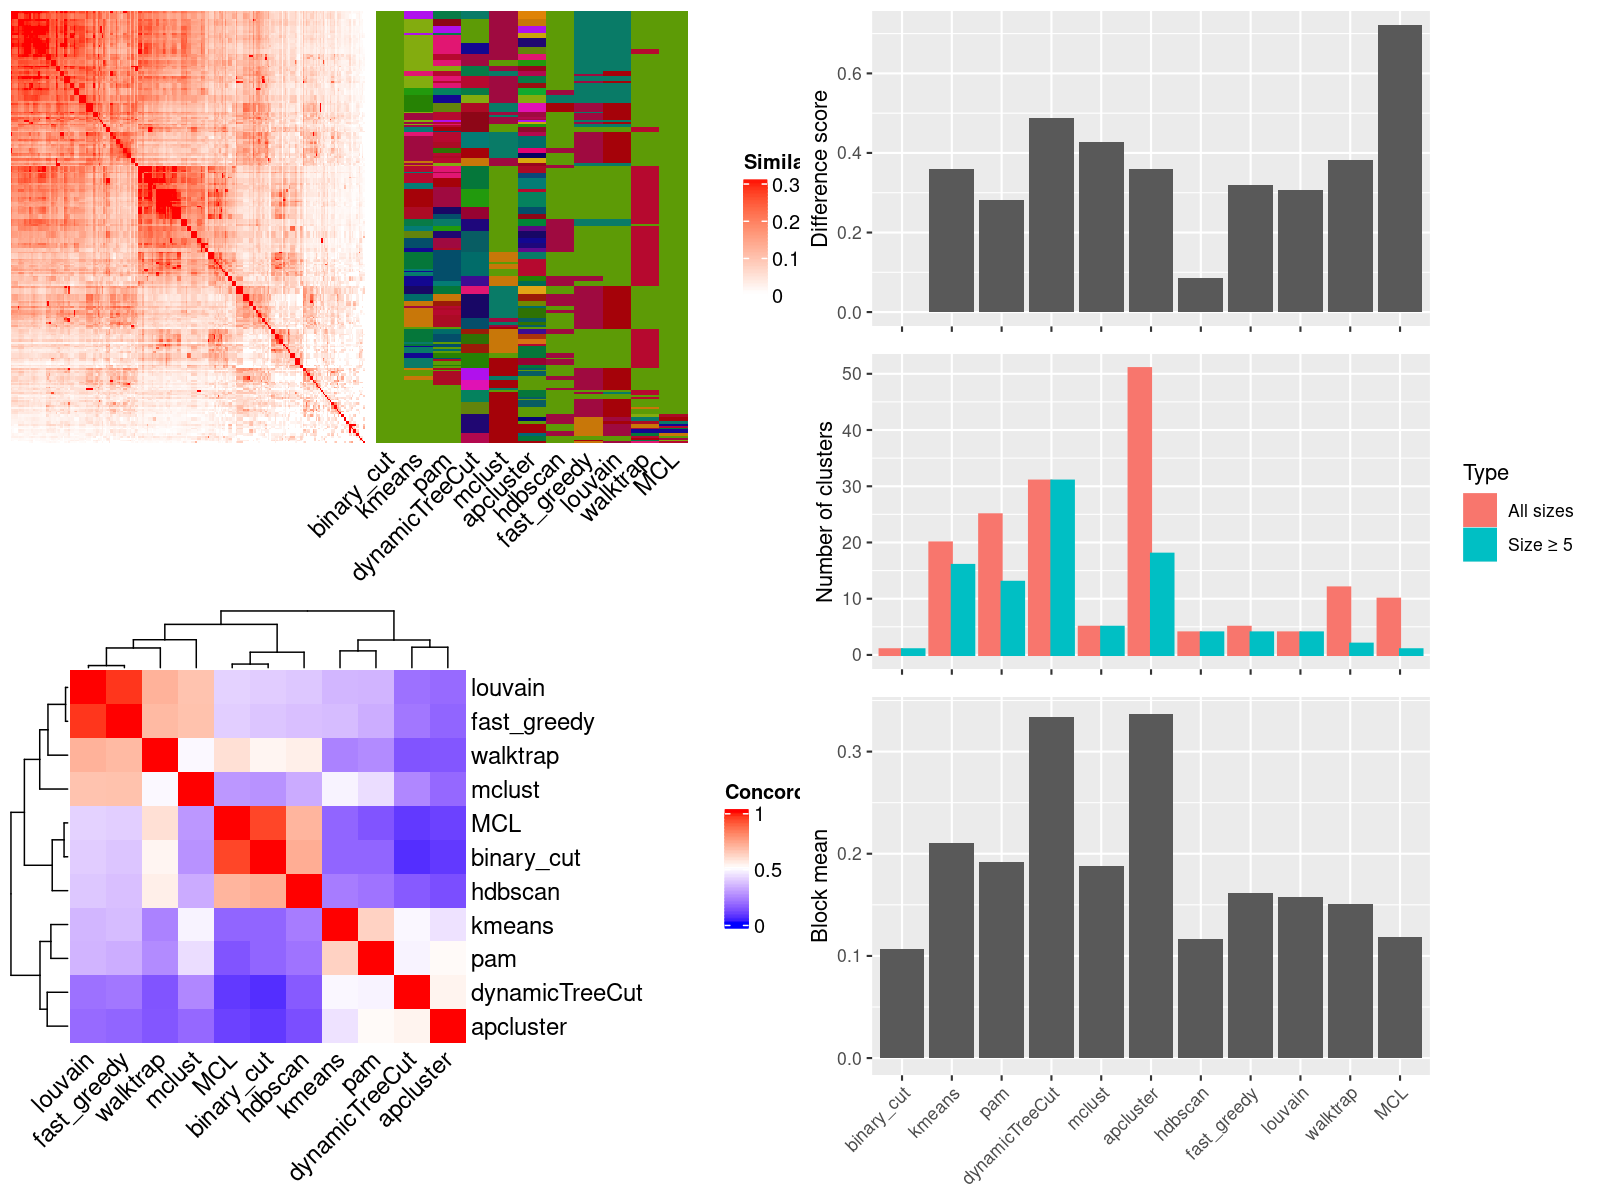 Simila
0.3
0.2
0.1
0
binary_cut
kmeans
pam
dynamicTreeCut
mclust
apcluster
hdbscan
fast_greedy
louvain
walktrap
MCL
louvain
fast_greedy
walktrap
mclust
MCL
binary_cut
hdbscan
kmeans
pam
dynamicTreeCut
apcluster
louvain
fast_greedy
walktrap
mclust
MCL
binary_cut
hdbscan
kmeans
pam
dynamicTreeCut
apcluster
Concord
1
0.5
0
Difference score
0.6
0.4
0.2
0.0
Number of clusters
50
40
30
20
10
0
Type
All sizes
Size ≥ 5
Block mean
0.3
0.2
0.1
0.0
binary_cut
kmeans
pam
dynamicTreeCut
mclust
apcluster
hdbscan
fast_greedy
louvain
walktrap
MCL